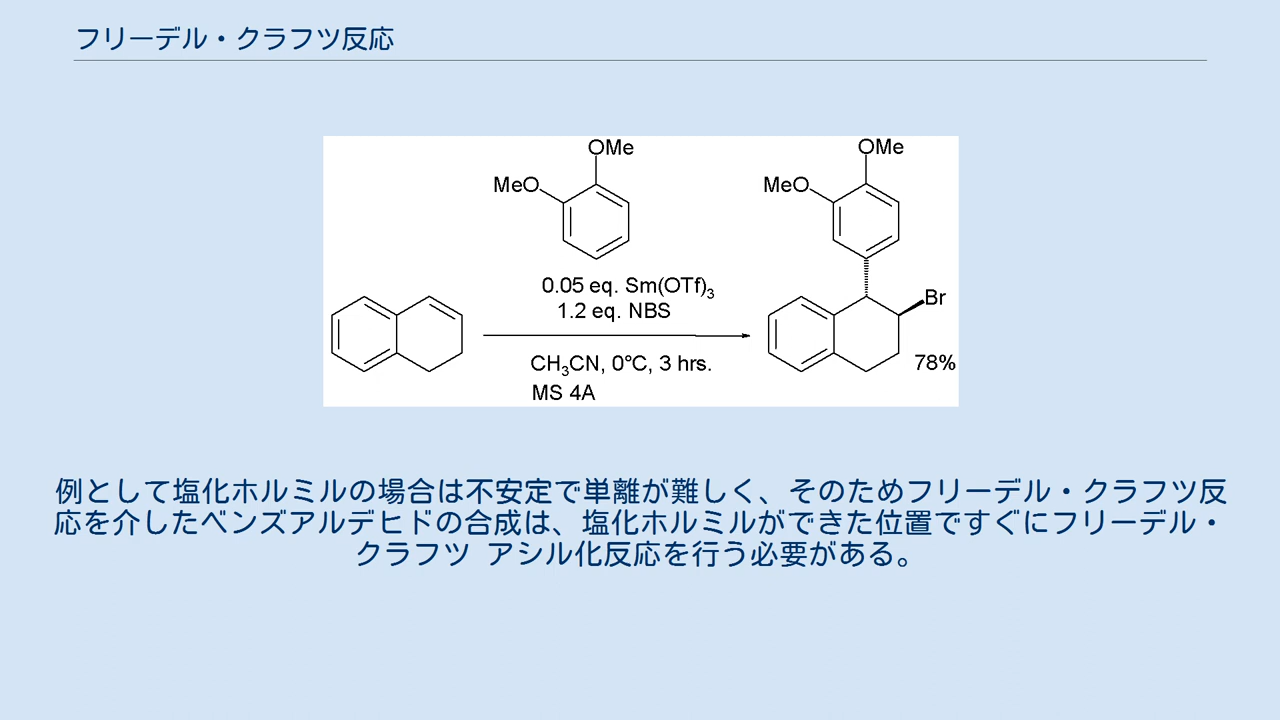 フリーデル・クラフツ反応
OMe
MeO
0.05 eq. Sm(OTf)3
1.2 eq. NBS
CH3CN, 0°C, 3 hrs.
MS 4A
OMe
MeO
Br
78%
例として塩化ホルミルの場合は不安定で単離が難しく、そのためフリーデル・クラフツ反
応を介したベンズアルデヒドの合成は、塩化ホルミルができた位置ですぐにフリーデル・
クラフツ アシル化反応を行う必要がある。